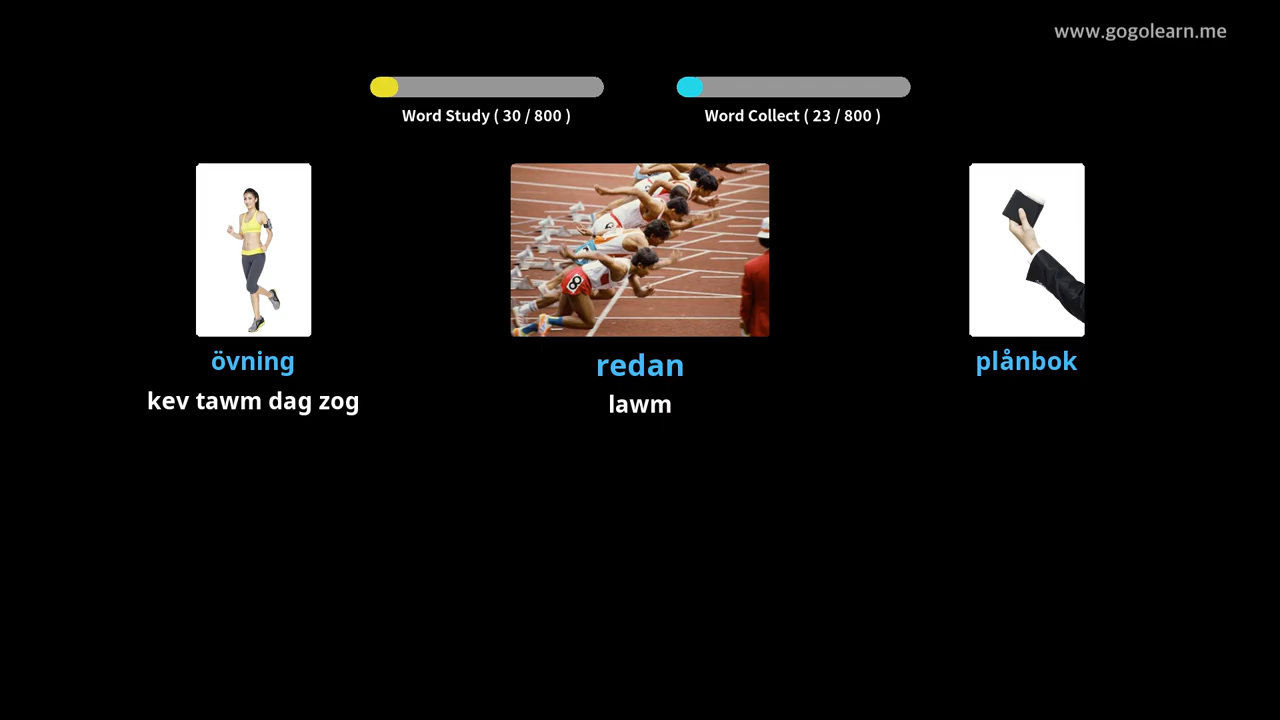 www.gogolearn.me
Word Study ( 30 / 800 )
Word Collect ( 23 / 800 )
8
övning
redan
plånbok
kev tawm dag zog
lawm